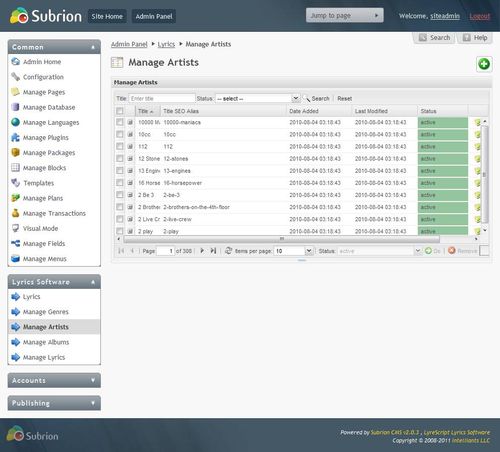 Subrion
Site Home
Admin Panel
Jump to page
Welcome, siteadmin
Logout
Search
Help
Common
Admin Home
Configuration
Manage Pages
Manage Database
Manage Languages
Manage Plugins
Manage Packages
Manage Blocks
Templates
Manage Plans
Manage Transactions
Visual Mode
Manage Fields
Manage Menus
Lyrics Software
Lyrics
Manage Genres
Manage Artists
Manage Albums
Manage Lyrics
Accounts
Publishing
Admin Panel ▸ Lyrics ▸ Manage Artists
Manage Artists
Manage Artists
Title: Enter title Status: -- select -- Search Reset
Title Title SEO Alias Date Added Last Modified Status
10000 M 10000-maniacs 2010-08-04 03:18:43 2010-08-04 03:18:43 active
10cc 10cc 2010-08-04 03:18:43 2010-08-04 03:18:43 active
112 112 2010-08-04 03:18:43 2010-08-04 03:18:43 active
12 Stone 12-stones 2010-08-04 03:18:43 2010-08-04 03:18:43 active
13 Engine 13-engines 2010-08-04 03:18:43 2010-08-04 03:18:43 active
16 Horse 16-horsepower 2010-08-04 03:18:43 2010-08-04 03:18:43 active
2 Be 3 2-be-3 2010-08-04 03:18:43 2010-08-04 03:18:43 active
2 Brother 2-brothers-on-the-4th-floor 2010-08-04 03:18:43 2010-08-04 03:18:43 active
2 Live Cr 2-live-crew 2010-08-04 03:18:43 2010-08-04 03:18:43 active
2 play 2-play 2010-08-04 03:18:43 2010-08-04 03:18:43 active
Page 1 of 308 items per page: 10 Status: active Do Remove
Subrion
Powered by Subrion CMS v2.0.3 , LyreScript Lyrics Software
Copyright © 2008-2011 Intelliants LLC